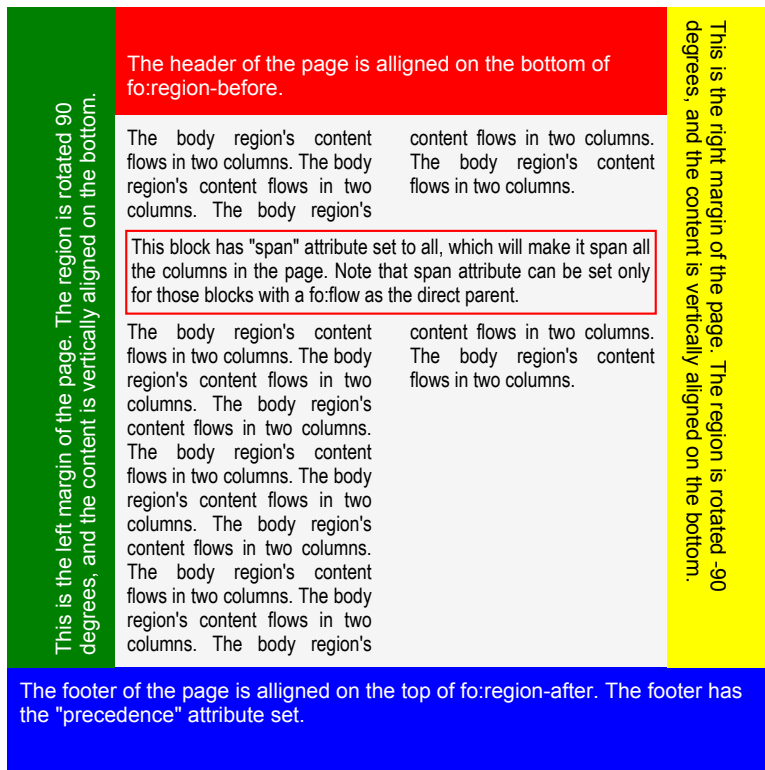 The header of the page is alligned on the bottom of
fo:region-before.
This is the left margin of the page. The region is rotated 90
degrees, and the content is vertically aligned on the bottom.
The body region's content
flows in two columns. The body
region's content flows in two
columns. The body region's
content flows in two columns.
The body region's content
flows in two columns.
This block has "span" attribute set to all, which will make it span all
the columns in the page. Note that span attribute can be set only
for those blocks with a fo:flow as the direct parent.
The body region's content
flows in two columns. The body
region's content flows in two
columns. The body region's
content flows in two columns.
The body region's content
flows in two columns. The body
region's content flows in two
columns. The body region's
content flows in two columns.
The body region's content
flows in two columns. The body
region's content flows in two
columns. The body region's
content flows in two columns.
The body region's content
flows in two columns.
This is the right margin of the page. The region is rotated -90
degrees, and the content is vertically aligned on the bottom.
The footer of the page is alligned on the top of fo:region-after. The footer has
the "precedence" attribute set.